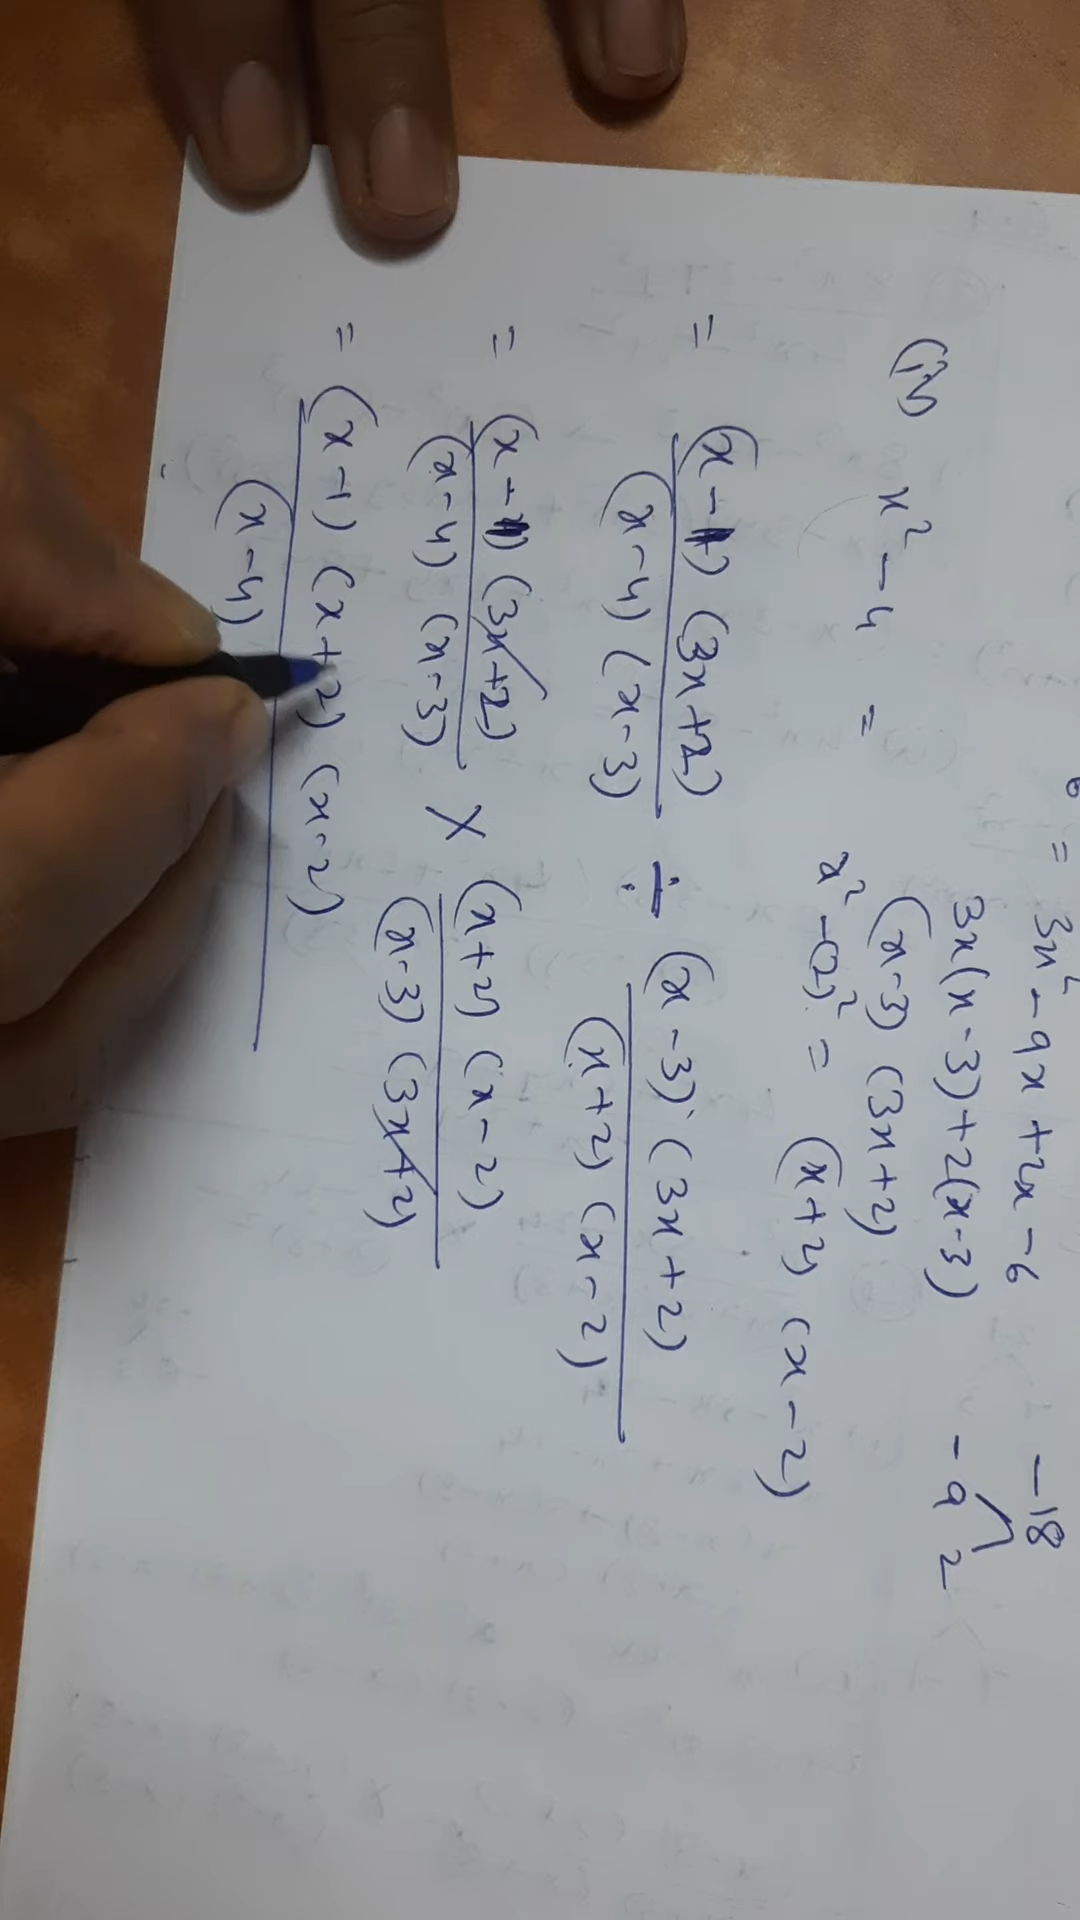 = 3x² - 9x + 2x - 6 -18
3x(x-3)+2(x-3) -9 2
(x-3) (3x+2)
(iv) x² - 4 = x² - (2)² = (x+2) (x-2)
= (x-1) (3x+2) / (x-4) (x-3) ÷ (x-3) (3x+2) / (x+2) (x-2)
= (x-1) (3x+2) / (x-4) (x-3) × (x+2) (x-2) / (x-3) (3x+2)
= (x-1) (x+2) (x-2) / (x-4)